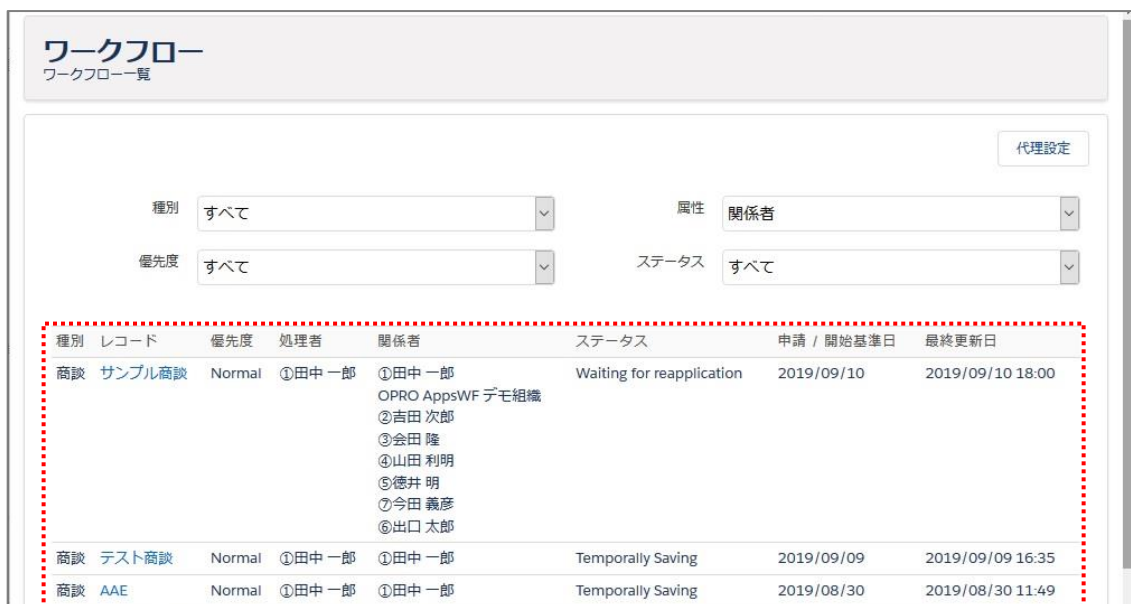 ワークフロー
ワークフロー一覧
代理設定
種別 すべて 属性 関係者
優先度 すべて ステータス すべて
種別 レコード 優先度 処理者 関係者 ステータス 申請 / 開始基準日 最終更新日
商談 サンプル商談 Normal ①田中 一郎 ①田中 一郎 Waiting for reapplication 2019/09/10 2019/09/10 18:00
OPRO AppsWF デモ組織
②吉田 次郎
③会田 隆
④山田 利明
⑤徳井 明
⑦今田 義彦
⑥出口 太郎
商談 テスト商談 Normal ①田中 一郎 ①田中 一郎 Temporally Saving 2019/09/09 2019/09/09 16:35
商談 AAE Normal ①田中 一郎 ①田中 一郎 Temporally Saving 2019/08/30 2019/08/30 11:49